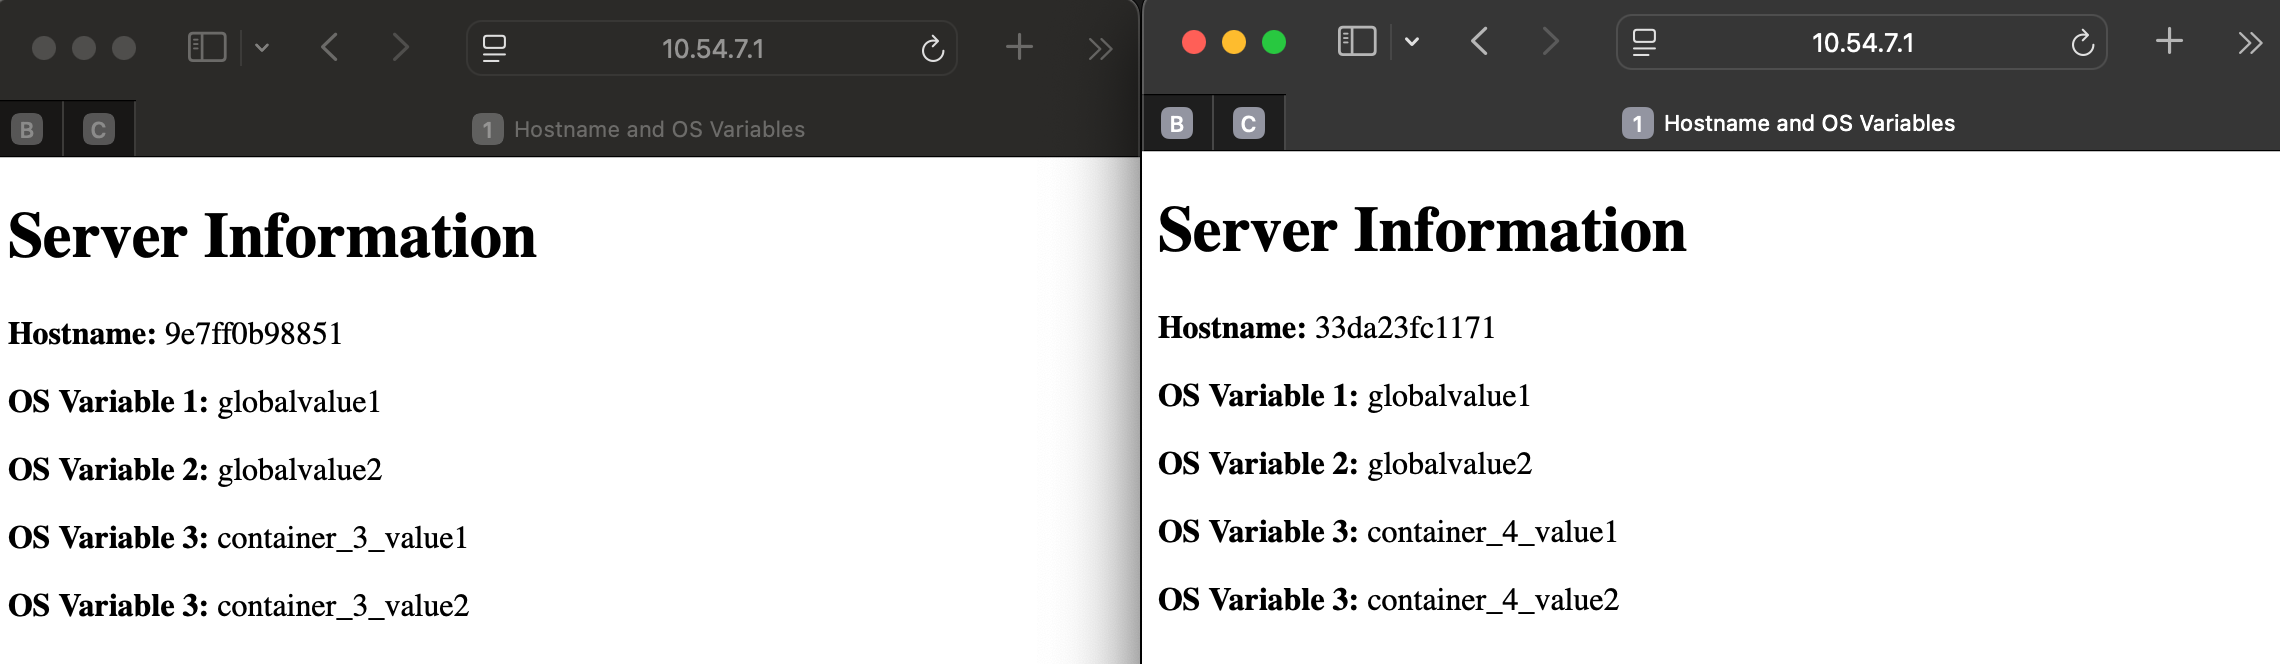 10.54.7.1
B C 1 Hostname and OS Variables
Server Information
Hostname: 9e7ff0b98851
OS Variable 1: globalvalue1
OS Variable 2: globalvalue2
OS Variable 3: container_3_value1
OS Variable 3: container_3_value2
10.54.7.1
B C 1 Hostname and OS Variables
Server Information
Hostname: 33da23fc1171
OS Variable 1: globalvalue1
OS Variable 2: globalvalue2
OS Variable 3: container_4_value1
OS Variable 3: container_4_value2